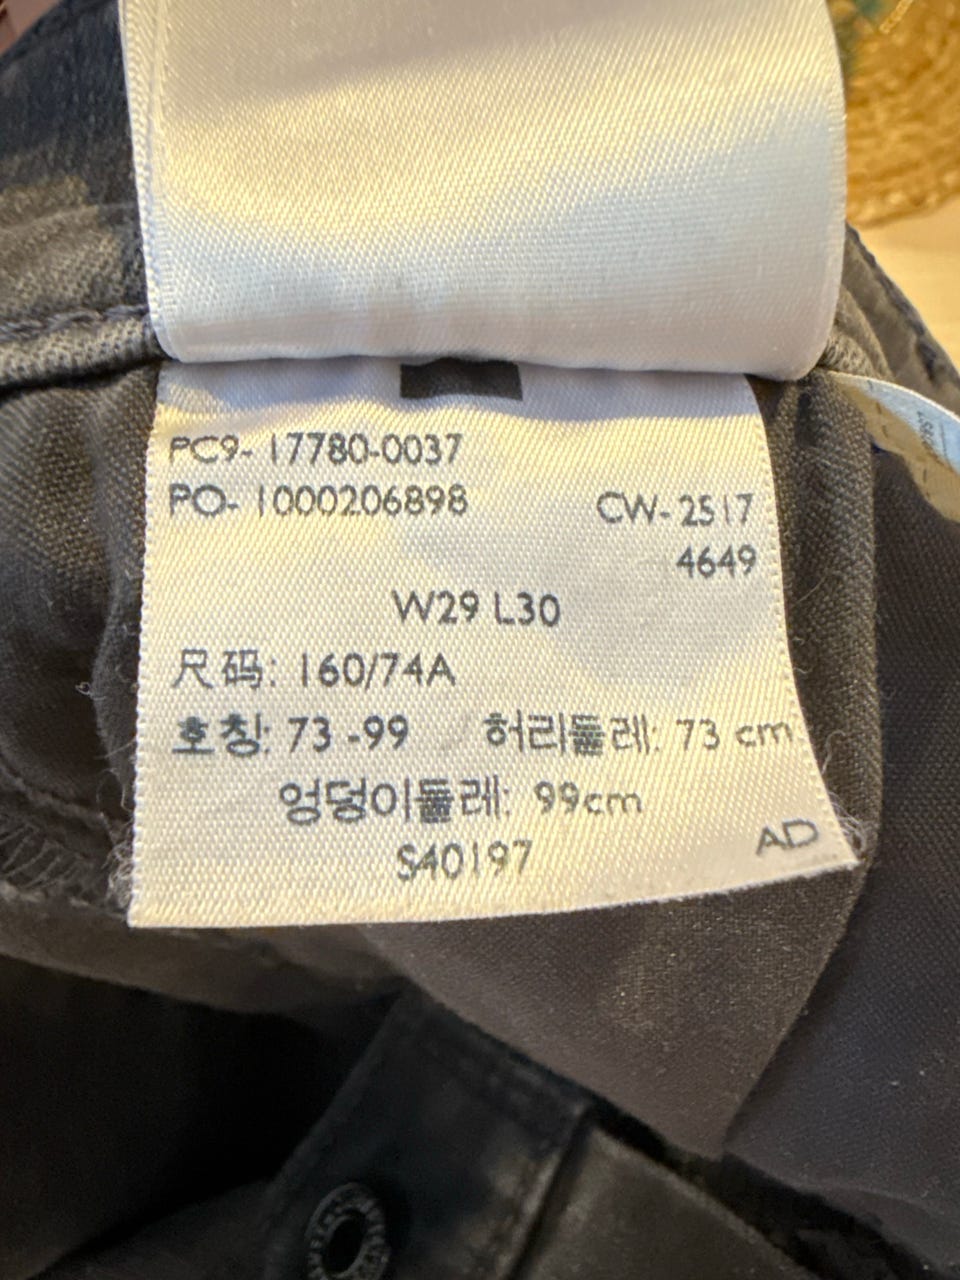 PC9- 17780-0037
PO- 1000206898
CW- 2517
4649
W29 L30
尺码: 160/74A
호칭: 73 -99 허리둘레: 73 cm
엉덩이둘레: 99cm
S40197
AD